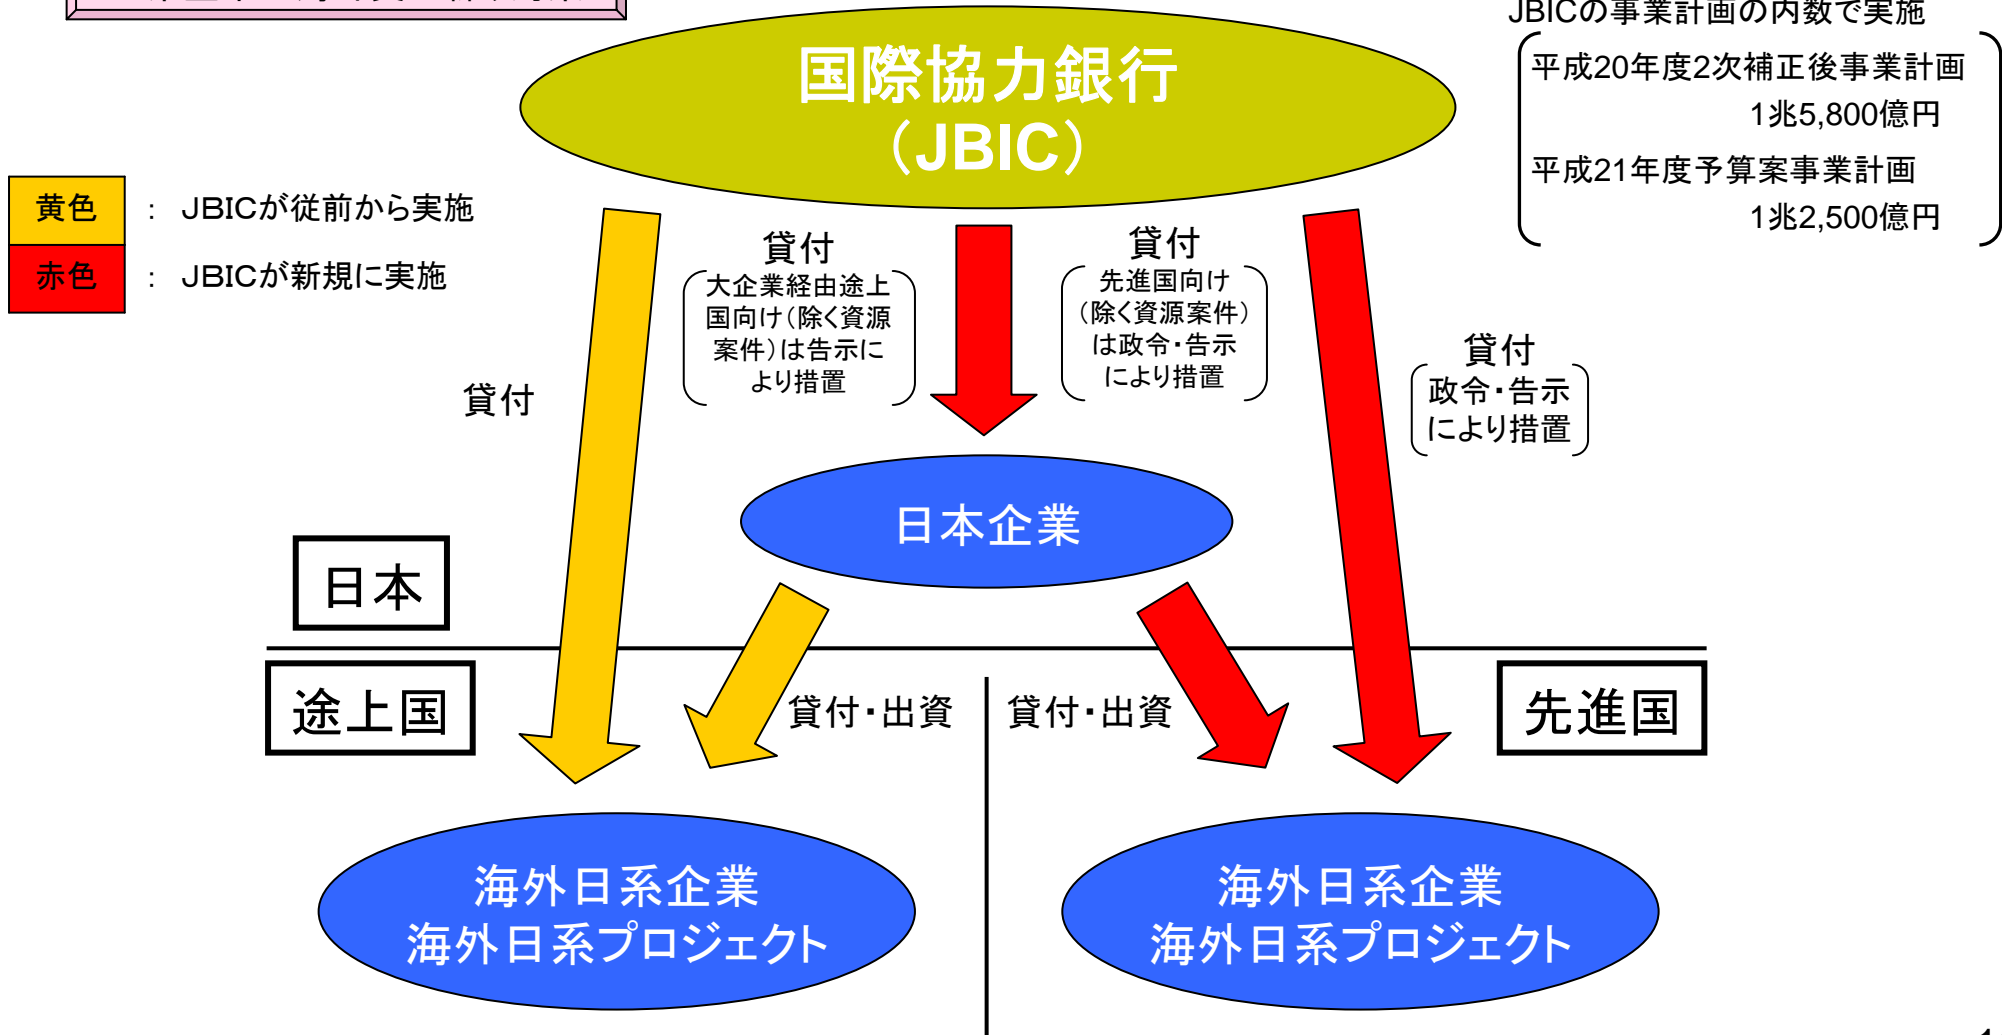 JBICの事業計画の内数で実施
平成20年度2次補正後事業計画
1兆5,800億円
平成21年度予算案事業計画
1兆2,500億円
国際協力銀行
(JBIC)
黄色 : JBICが従前から実施
赤色 : JBICが新規に実施
貸付
貸付
大企業経由途上
国向け(除く資源
案件)は告示に
より措置
貸付
先進国向け
(除く資源案件)
は政令・告示
により措置
貸付
政令・告示
により措置
日本企業
日本
途上国
貸付・出資
貸付・出資
先進国
海外日系企業
海外日系プロジェクト
海外日系企業
海外日系プロジェクト